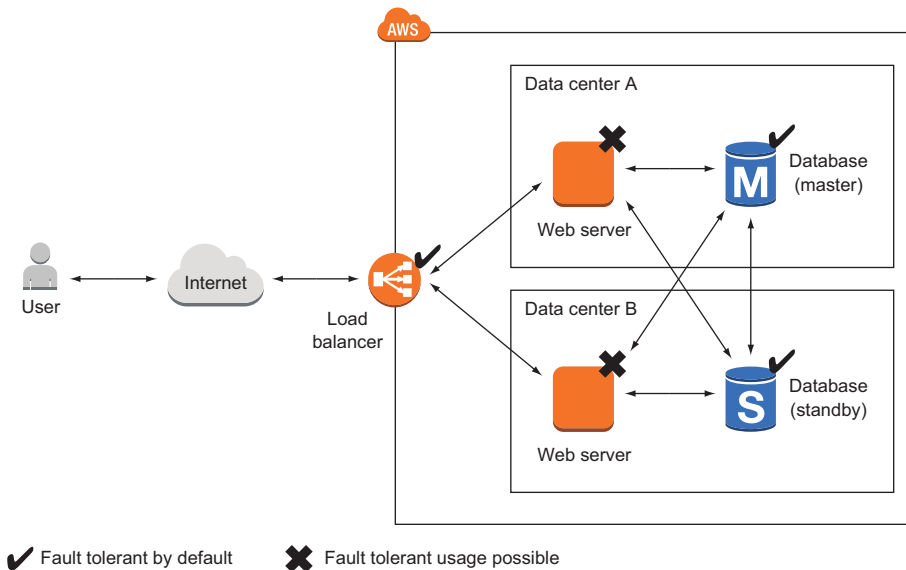 AWS
Data center A
Database
(master)
M
Web server
User
Internet
Load
balancer
Data center B
Database
(standby)
S
Web server
Fault tolerant by default
Fault tolerant usage possible